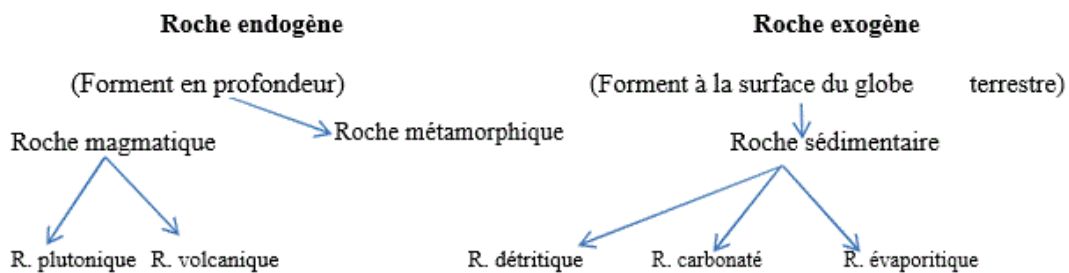 Roche endogène
Roche exogène
(Forment en profondeur)
(Forment à la surface du globe terrestre)
Roche métamorphique
Roche magmatique
Roche sédimentaire
R. plutonique
R. volcanique
R. détritique
R. carbonaté
R. évaporitique